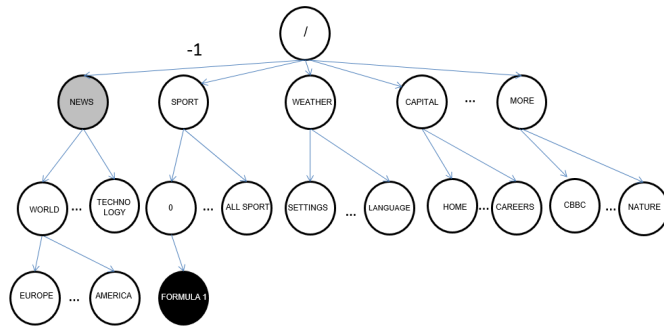 /
-1
NEWS
SPORT
WEATHER
CAPITAL
...
MORE
WORLD
...
TECHNO
LOGY
0
...
ALL SPORT
SETTINGS
...
LANGUAGE
HOME
...
CAREERS
CBBC
...
NATURE
EUROPE
...
AMERICA
FORMULA 1